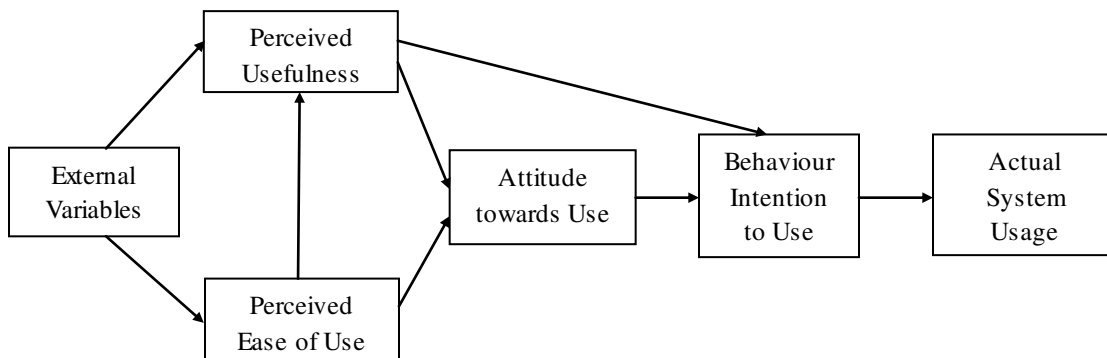 Perceived
Usefulness
External
Variables
Perceived
Ease of Use
Attitude
towards Use
Behaviour
Intention
to Use
Actual
System
Usage